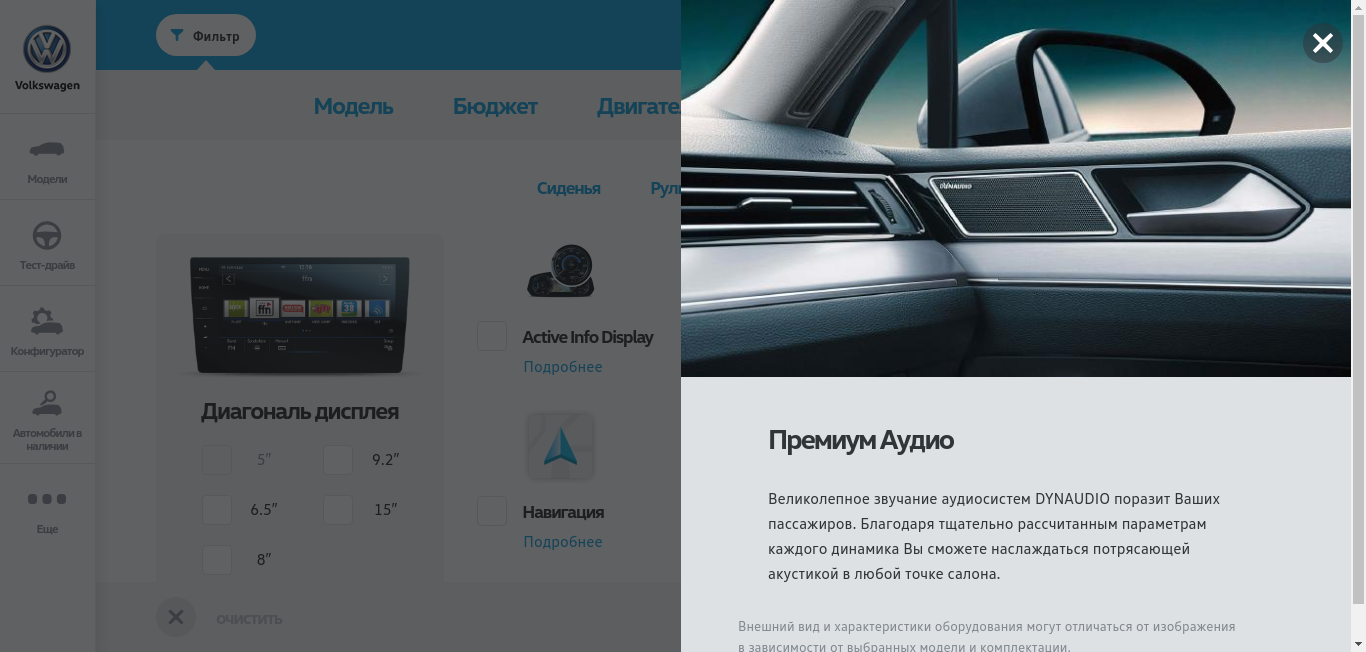 Volkswagen
Модели
Тест-драйв
Конфигуратор
Автомобили в
наличии
Еще
Фильтр
Модель Бюджет Двигате
Сиденья Рул
Диагональ дисплея
5" 9.2"
6.5" 15"
8"
Active Info Display
Подробнее
Навигация
Подробнее
ОЧИСТИТЬ
DYNAUDIO
Премиум Аудио
Великолепное звучание аудиосистем DYNAUDIO поразит Ваших
пассажиров. Благодаря тщательно рассчитанным параметрам
каждого динамика Вы сможете наслаждаться потрясающей
акустикой в любой точке салона.
Внешний вид и характеристики оборудования могут отличаться от изображения
в зависимости от выбранных модели и комплектации.